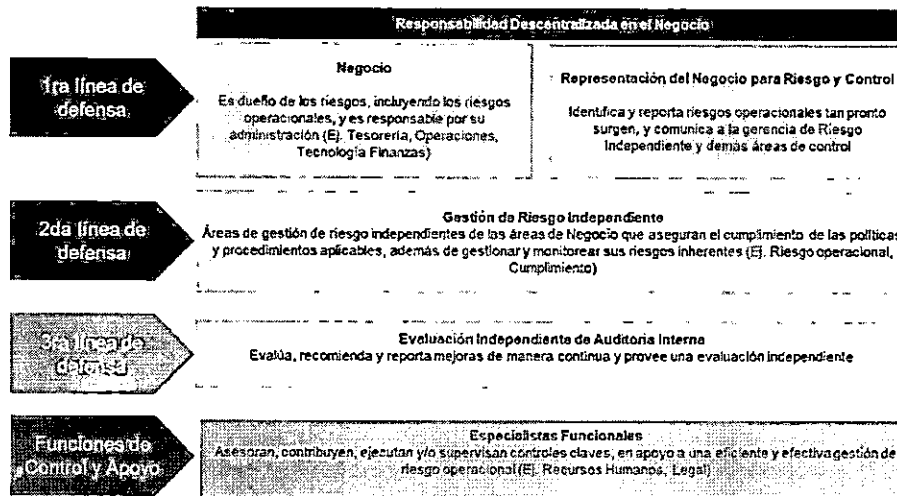 Responsabilidad Descentralizada en el Negocio
1ra línea de
defensa
Negocio
Es dueño de los riesgos, incluyendo los riesgos
operacionales, y es responsable por su
administración (Ej. Tesorería, Operaciones,
Tecnología Finanzas)
Representación del Negocio para Riesgo y Control
Identifica y reporta riesgos operacionales tan pronto
surgen, y comunica a la gerencia de Riesgo
Independiente y demás áreas de control
2da línea de
defensa
Gestión de Riesgo Independiente
Áreas de gestión de riesgo independientes de las áreas de Negocio que aseguran el cumplimiento de las políticas
y procedimientos aplicables, además de gestionar y monitorear sus riesgos inherentes (Ej. Riesgo operacional,
Cumplimiento)
3ra línea de
defensa
Evaluación Independiente de Auditoria Interna
Evalúa, recomienda y reporta mejoras de manera continua y provee una evaluación independiente
Funciones de
Control y Apoyo
Especialistas Funcionales
Asesoran, contribuyen, ejecutan y/o supervisan controles claves, en apoyo a una eficiente y efectiva gestión de
riesgo operacional (Ej. Recursos Humanos, Legal)